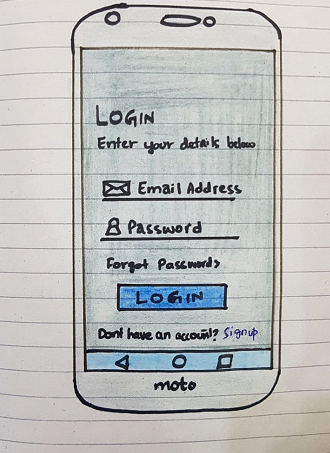 LOGIN
Enter your details below
Email Address
Password
Forgot Password>
LOGIN
Dont have an account? Signup
moto